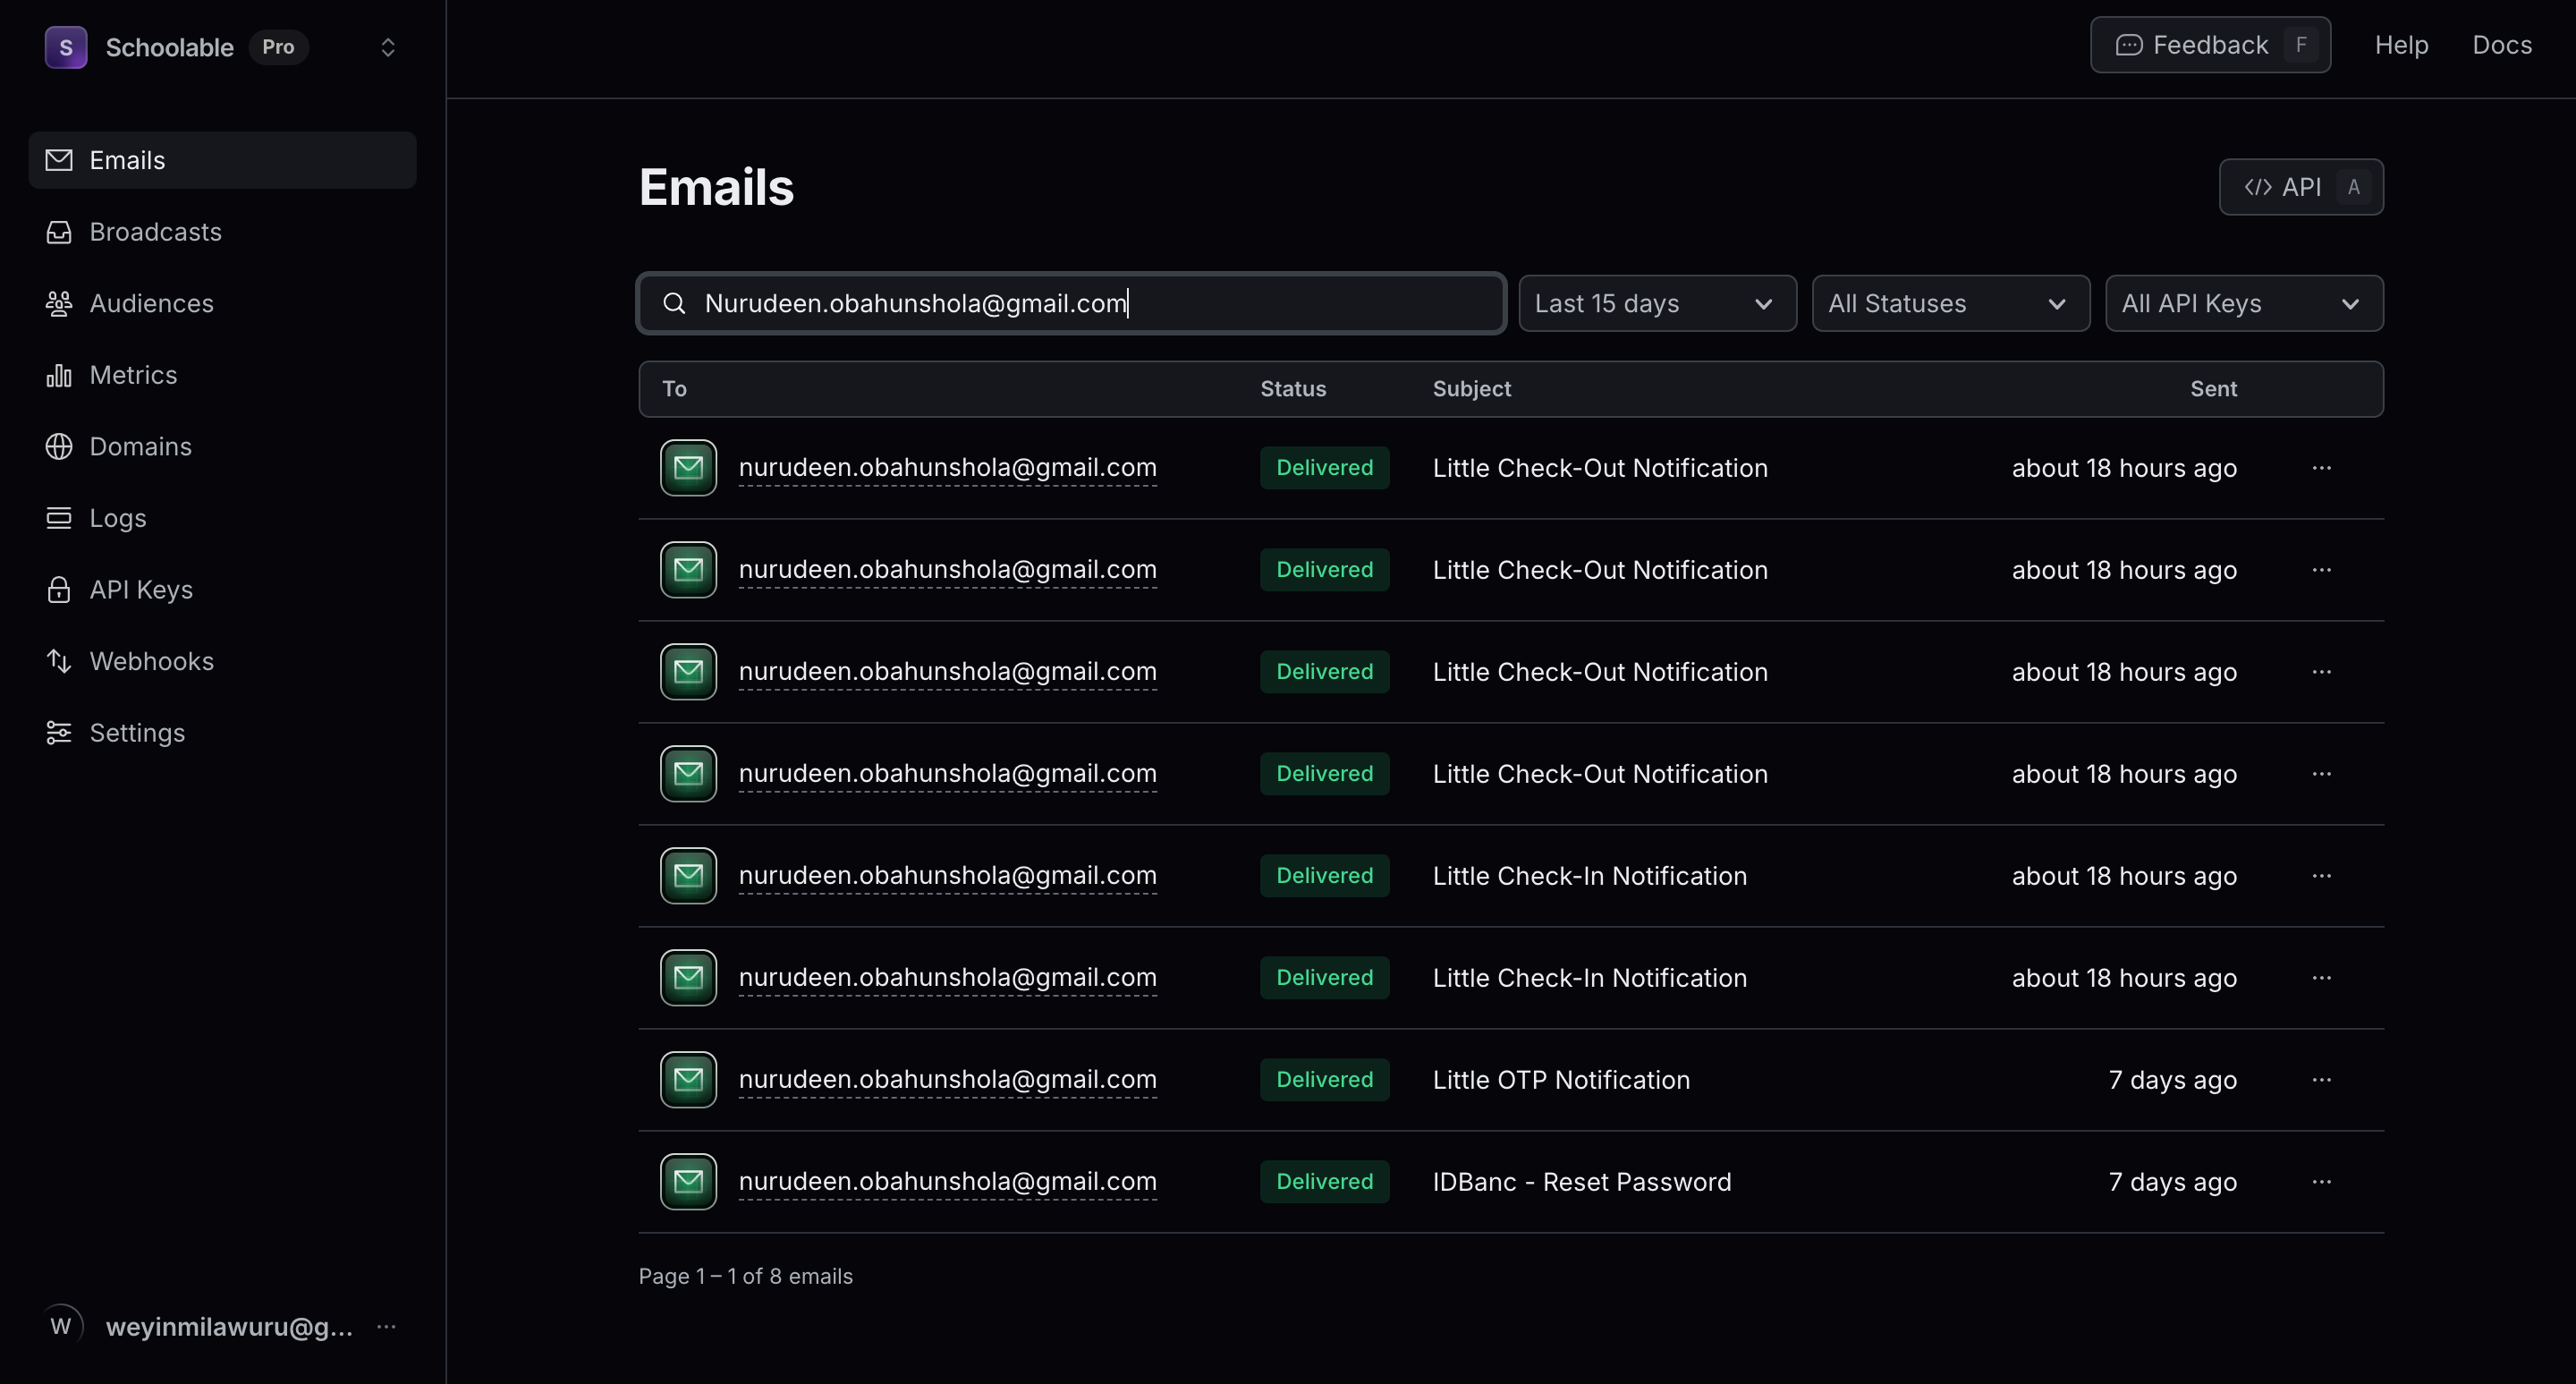 S Schoolable Pro
Feedback F Help Docs
Emails
Broadcasts
Audiences
Metrics
Domains
Logs
API Keys
Webhooks
Settings
W weyinmilawuru@g... ...
Emails
</> API A
Nurudeen.obahunshola@gmail.com Last 15 days All Statuses All API Keys
To Status Subject Sent
nurudeen.obahunshola@gmail.com Delivered Little Check-Out Notification about 18 hours ago ...
nurudeen.obahunshola@gmail.com Delivered Little Check-Out Notification about 18 hours ago ...
nurudeen.obahunshola@gmail.com Delivered Little Check-Out Notification about 18 hours ago ...
nurudeen.obahunshola@gmail.com Delivered Little Check-Out Notification about 18 hours ago ...
nurudeen.obahunshola@gmail.com Delivered Little Check-In Notification about 18 hours ago ...
nurudeen.obahunshola@gmail.com Delivered Little Check-In Notification about 18 hours ago ...
nurudeen.obahunshola@gmail.com Delivered Little OTP Notification 7 days ago ...
nurudeen.obahunshola@gmail.com Delivered IDBanc - Reset Password 7 days ago ...
Page 1 – 1 of 8 emails